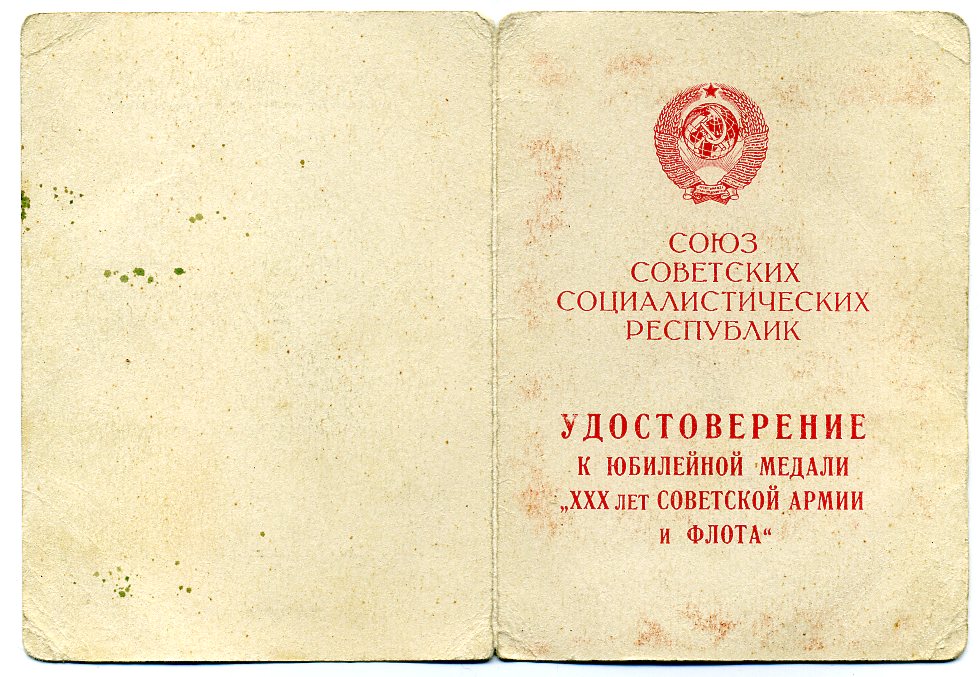 СОЮЗ
СОВЕТСКИХ
СОЦИАЛИСТИЧЕСКИХ
РЕСПУБЛИК
УДОСТОВЕРЕНИЕ
К ЮБИЛЕЙНОЙ МЕДАЛИ
„XXX ЛЕТ СОВЕТСКОЙ АРМИИ
И ФЛОТА“